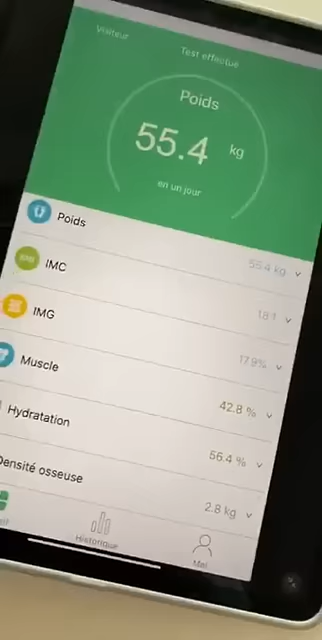 Visiteur
Test effectué
Poids
55.4 kg
en un jour
Poids 55.4 kg
IMC 18.1
IMG 17.9%
Muscle 42.8 %
Hydratation 56.4 %
Densité osseuse 2.8 kg
Historique
Moi